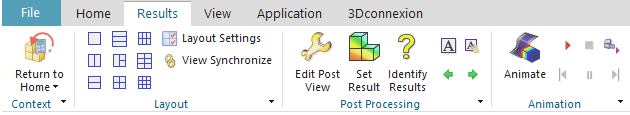 File Home Results View Application 3Dconnexion
Return to Home
Layout Settings
View Synchronize
Edit Post View
Set Result
Identify Results
A A
Animate
Context Layout Post Processing Animation